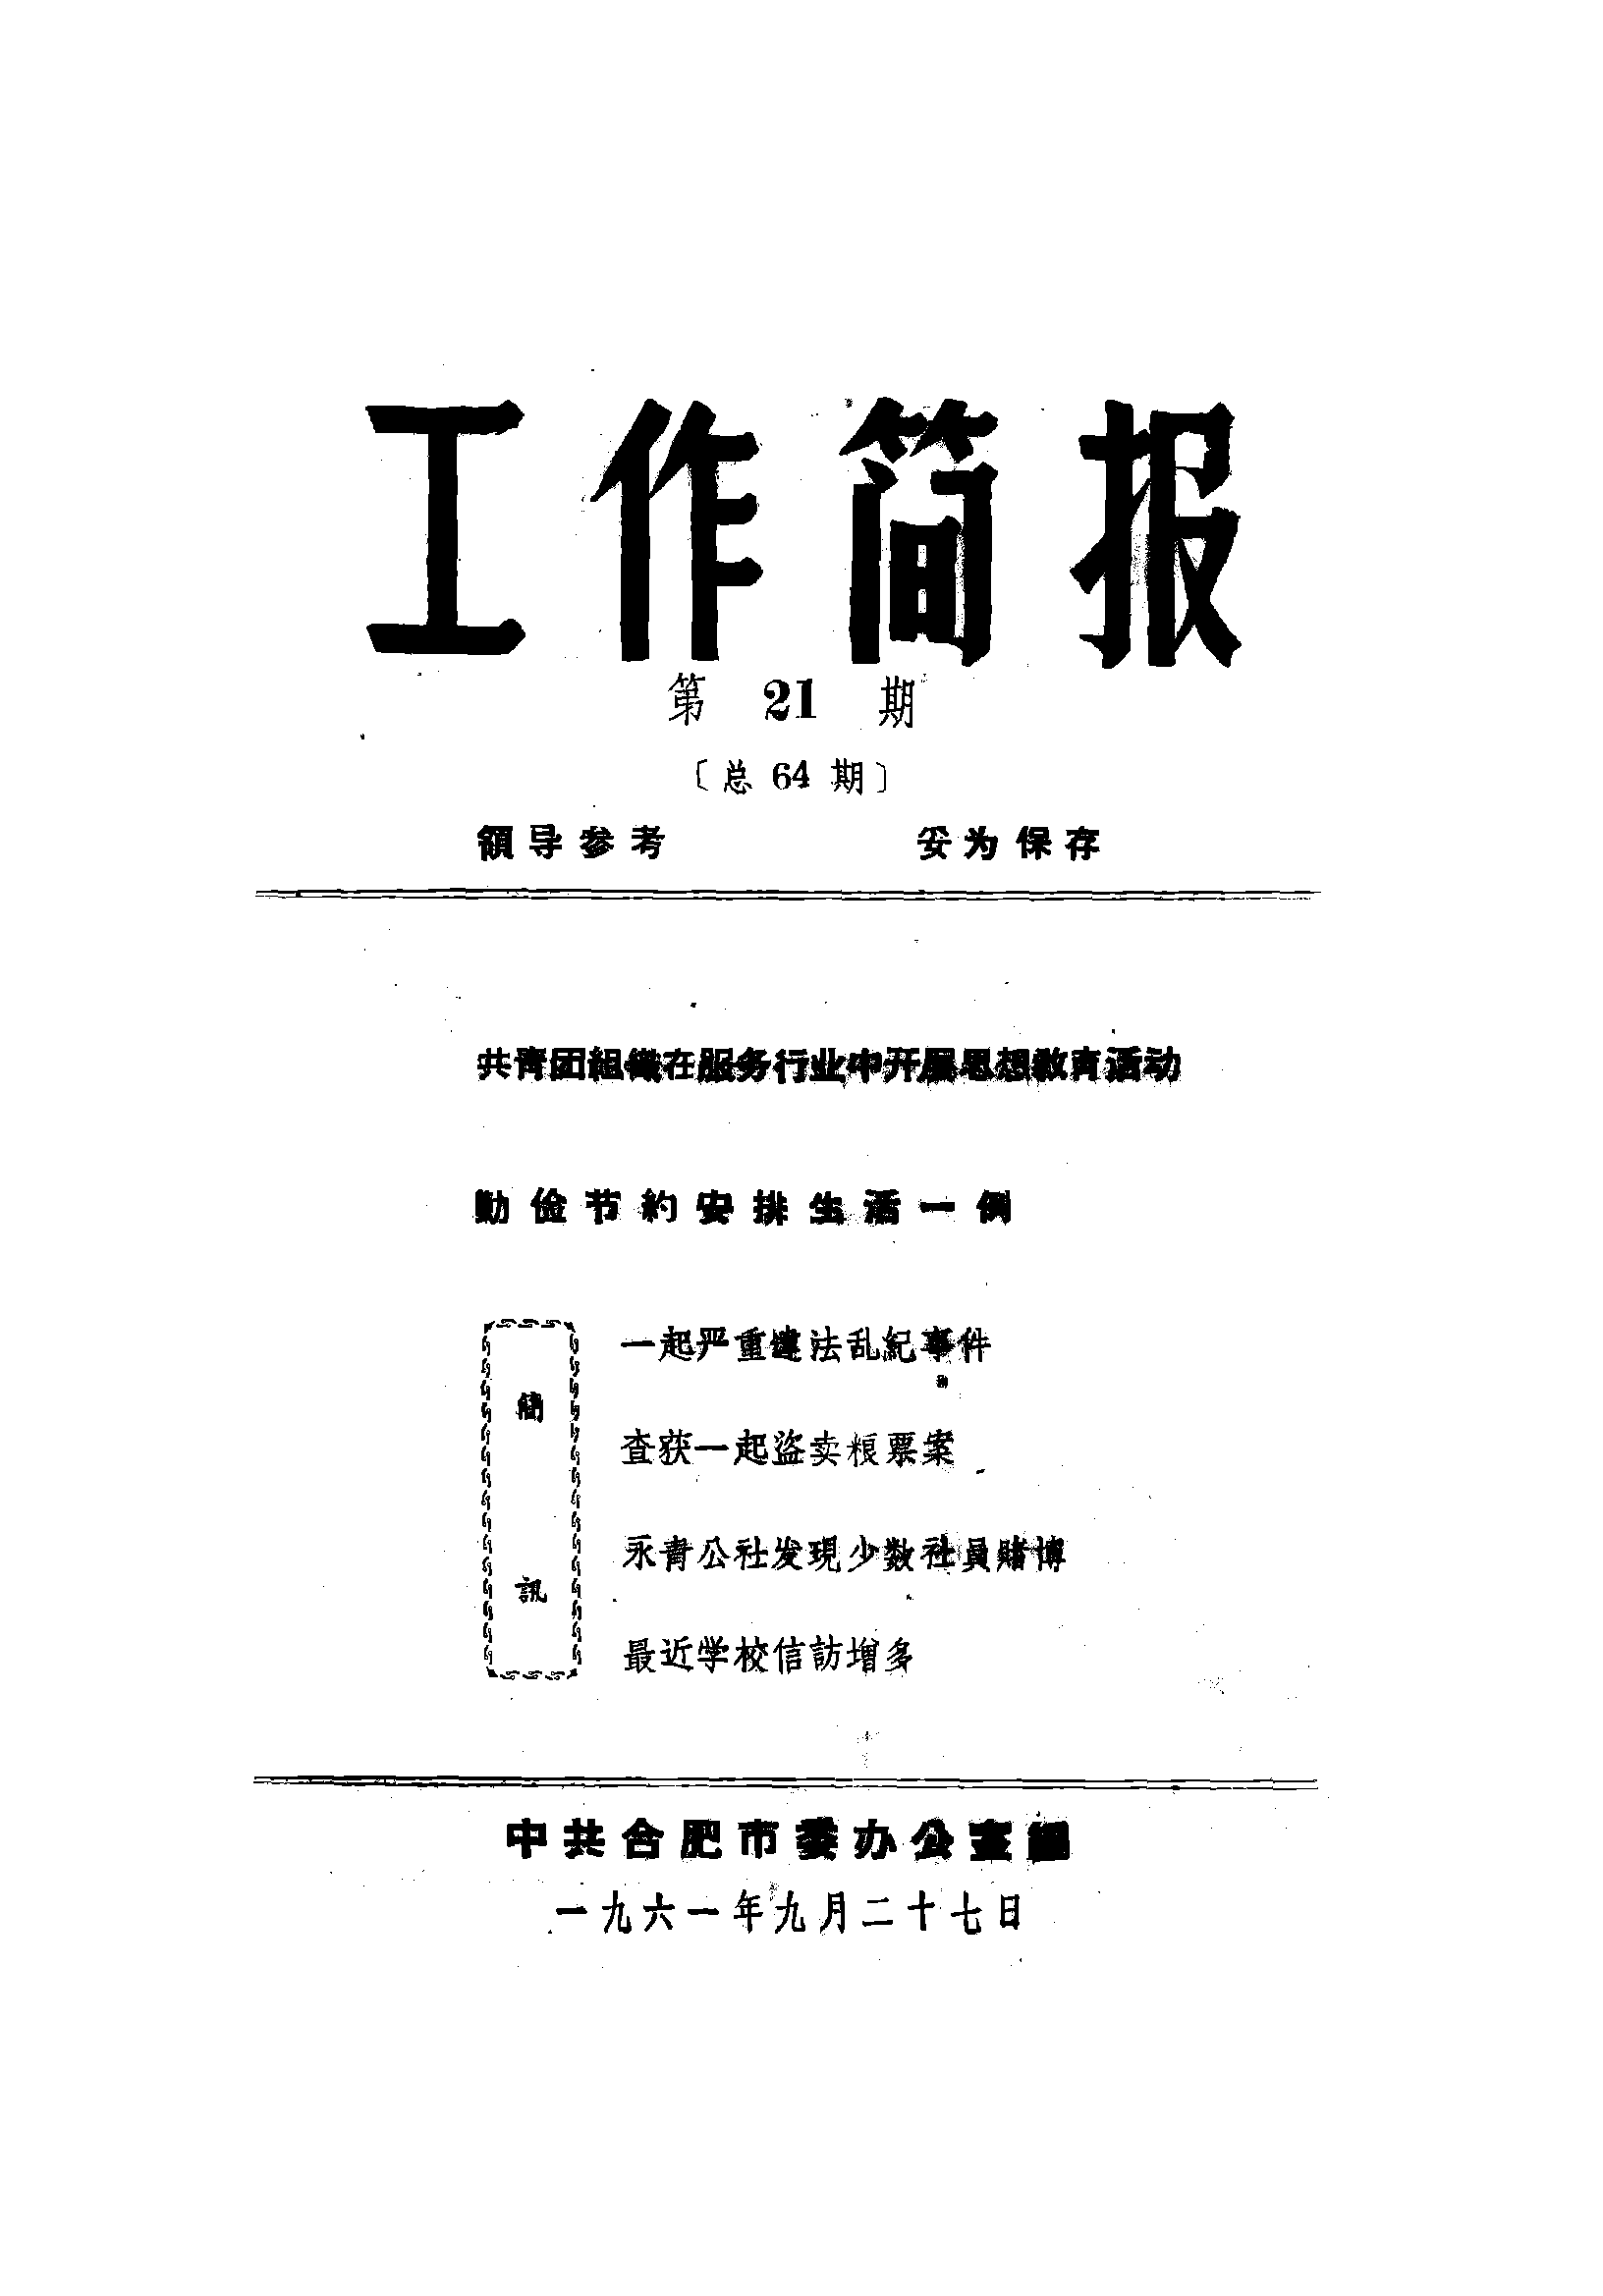 工作简报
第 21 期
〔总 64 期〕
領导参考 妥为保存
共青团組織在服务行业中开展思想教育活动
勤俭节約安排生活一例
簡訊
一起严重違法乱紀事件
查获一起盜卖粮票案
永青公社发現少数社員賭博
最近学校信訪增多
中共合肥市委办公室編
一九六一年九月二十七日